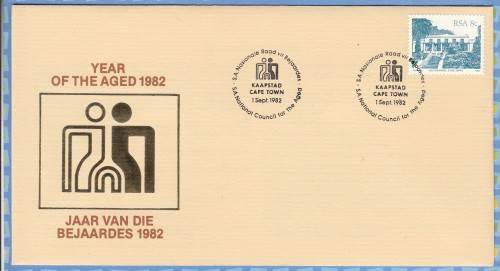 YEAR
OF THE AGED 1982
JAAR VAN DIE
BEJAARDES 1982
S.A. Nasionale Raad vir Bejaardes
KAAPSTAD
CAPE TOWN
1 Sept. 1982
S.A. National Council for the Aged
S.A. Nasionale Raad vir Bejaardes
KAAPSTAD
CAPE TOWN
1 Sept. 1982
S.A. National Council for the Aged
RSA 8c